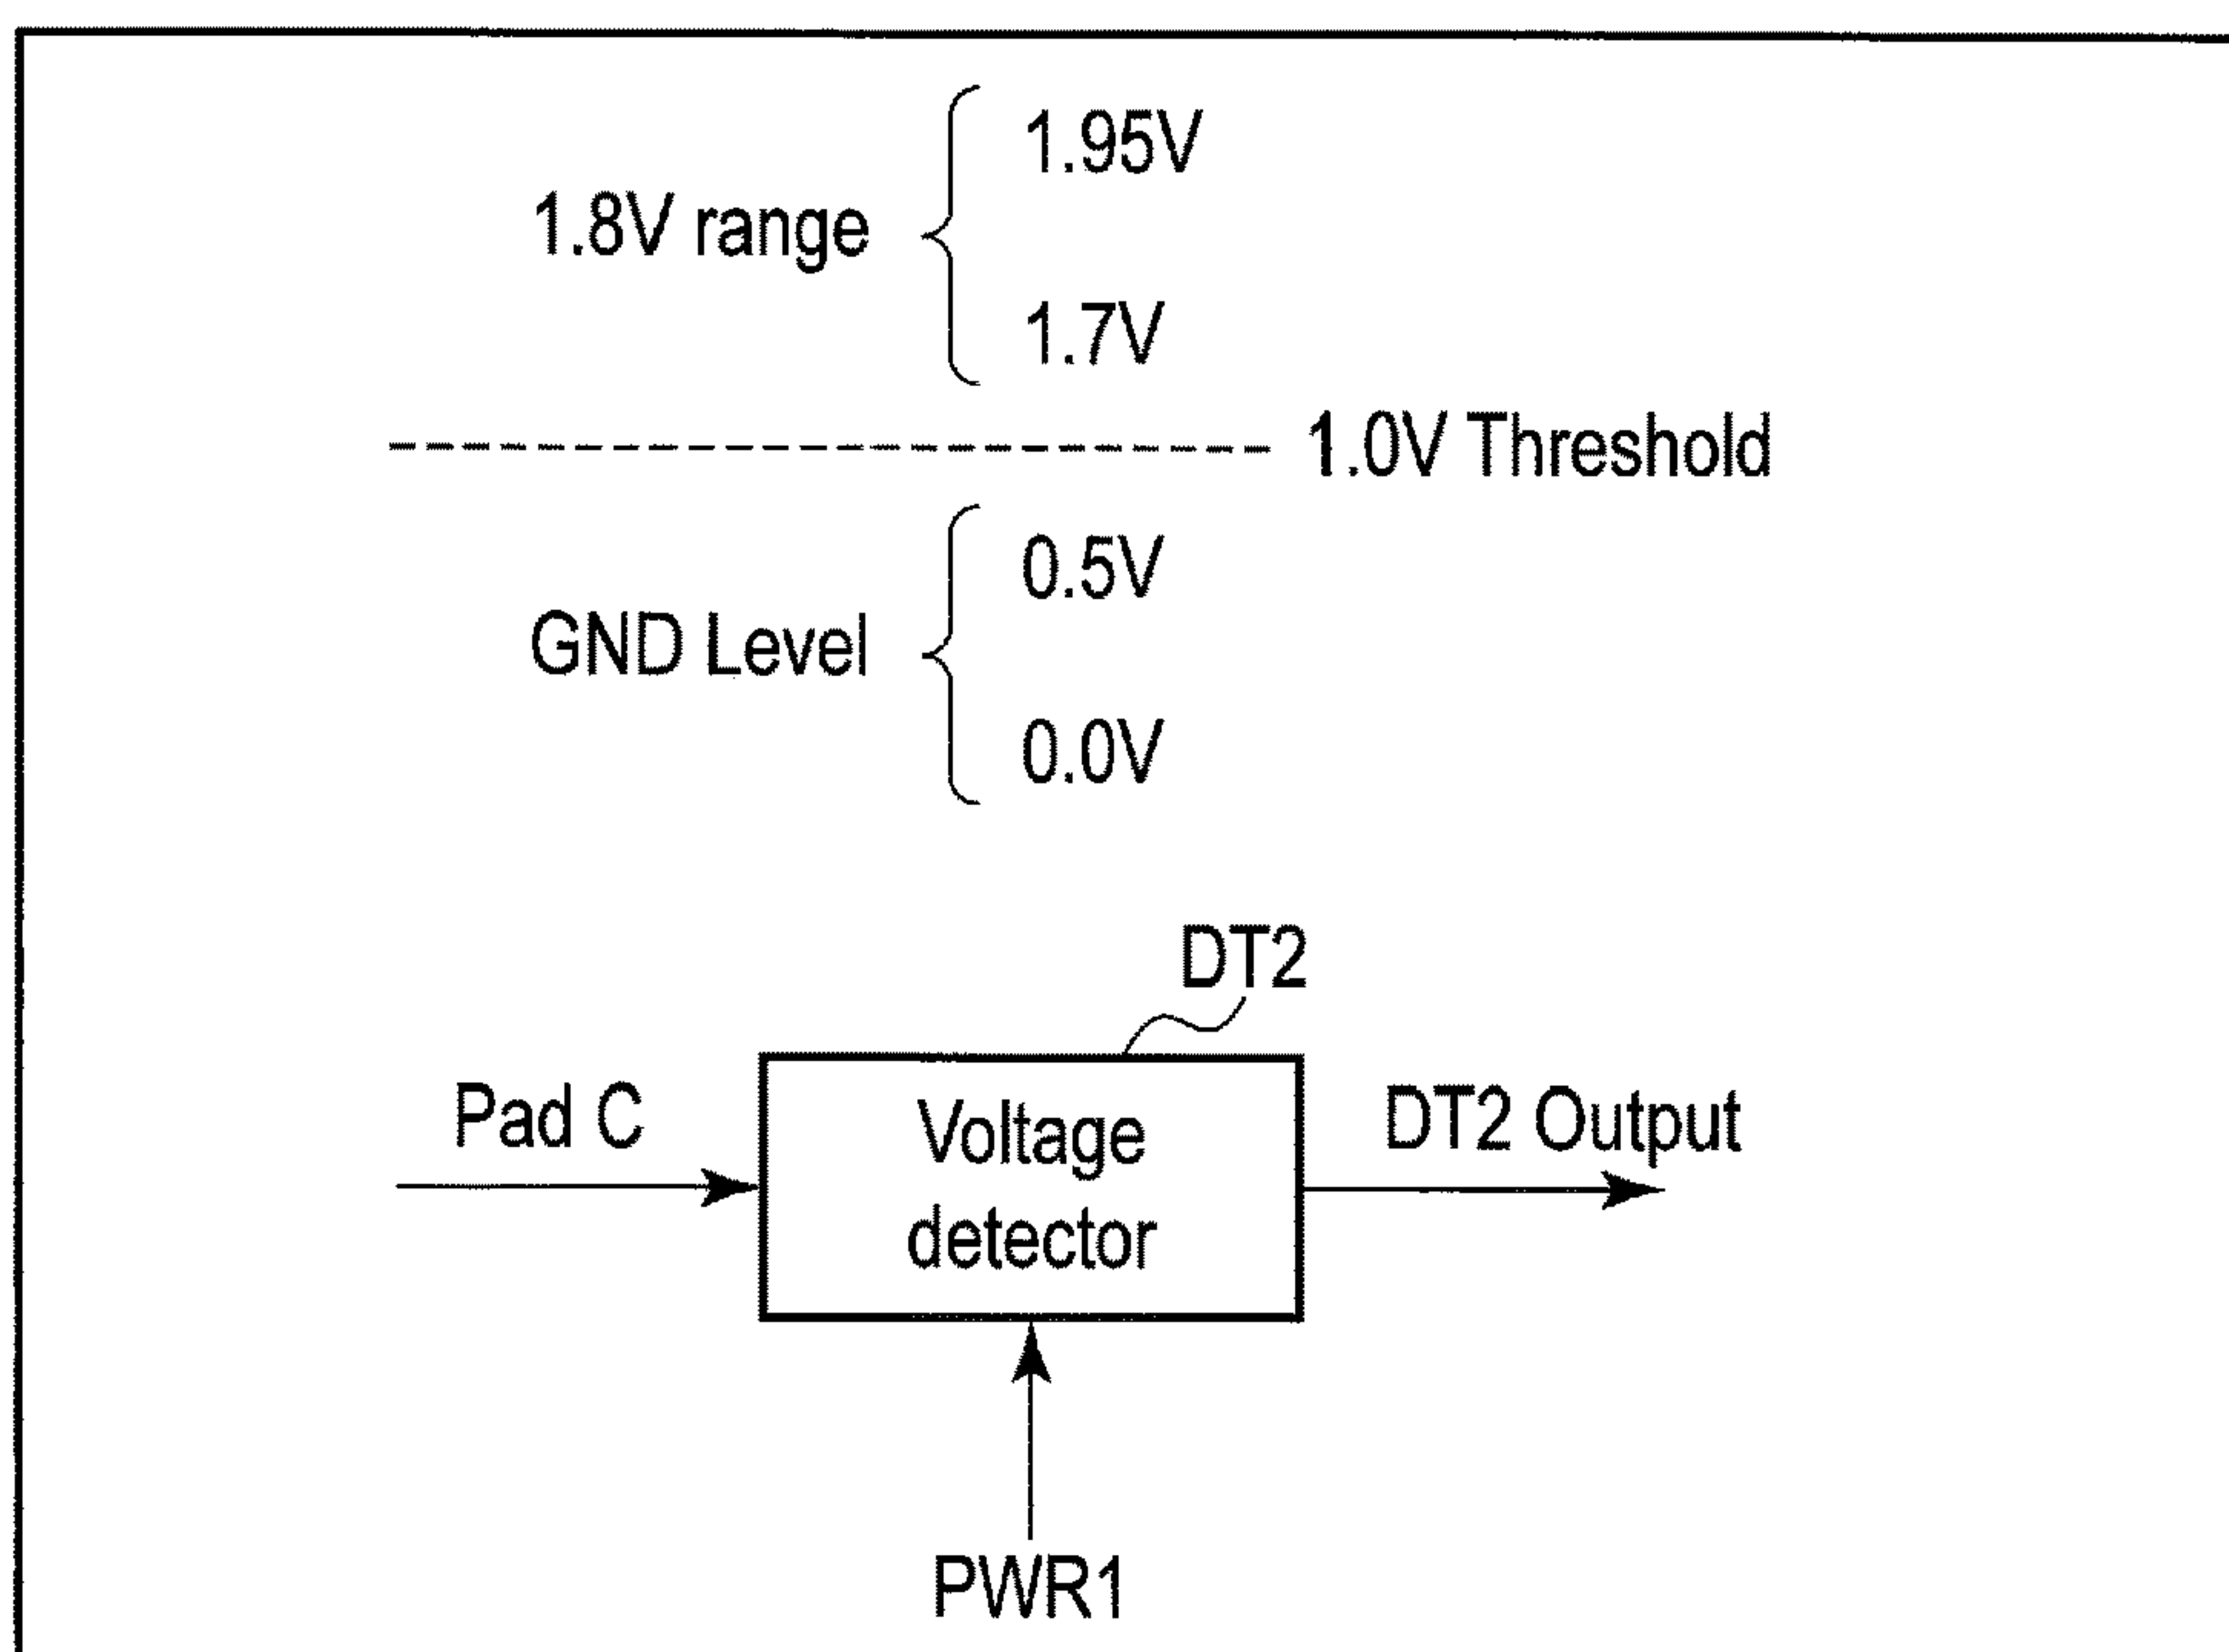 1.95V
1.8V range
1.7V
1.0V Threshold
0.5V
GND Level
0.0V
DT2
Pad C
Voltage
detector
DT2 Output
PWR1